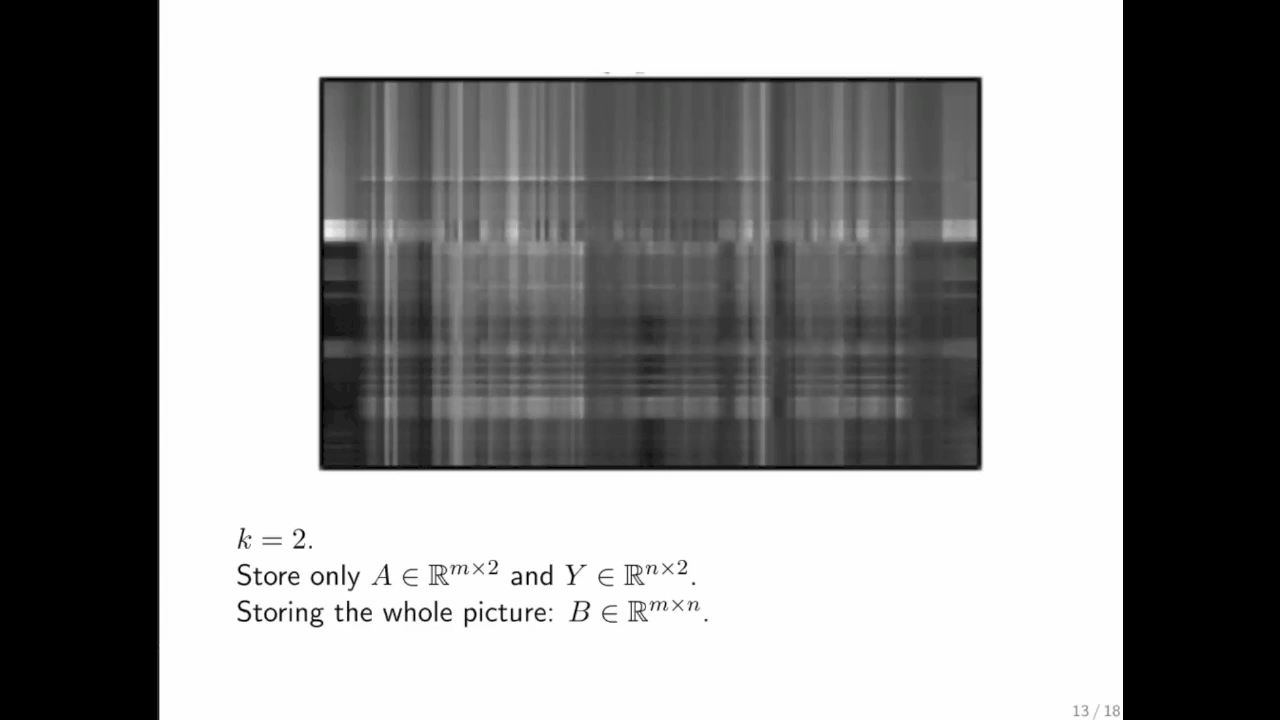 k = 2.
Store only A ∈ ℝ^{m×2} and Y ∈ ℝ^{n×2}.
Storing the whole picture: B ∈ ℝ^{m×n}.
13 / 18